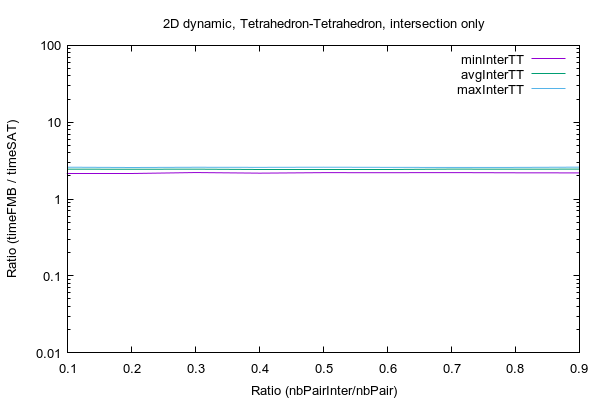 2D dynamic, Tetrahedron-Tetrahedron, intersection only
100
10
1
0.1
0.01
Ratio (timeFMB / timeSAT)
minInterTT
avgInterTT
maxInterTT
0.1 0.2 0.3 0.4 0.5 0.6 0.7 0.8 0.9
Ratio (nbPairInter/nbPair)